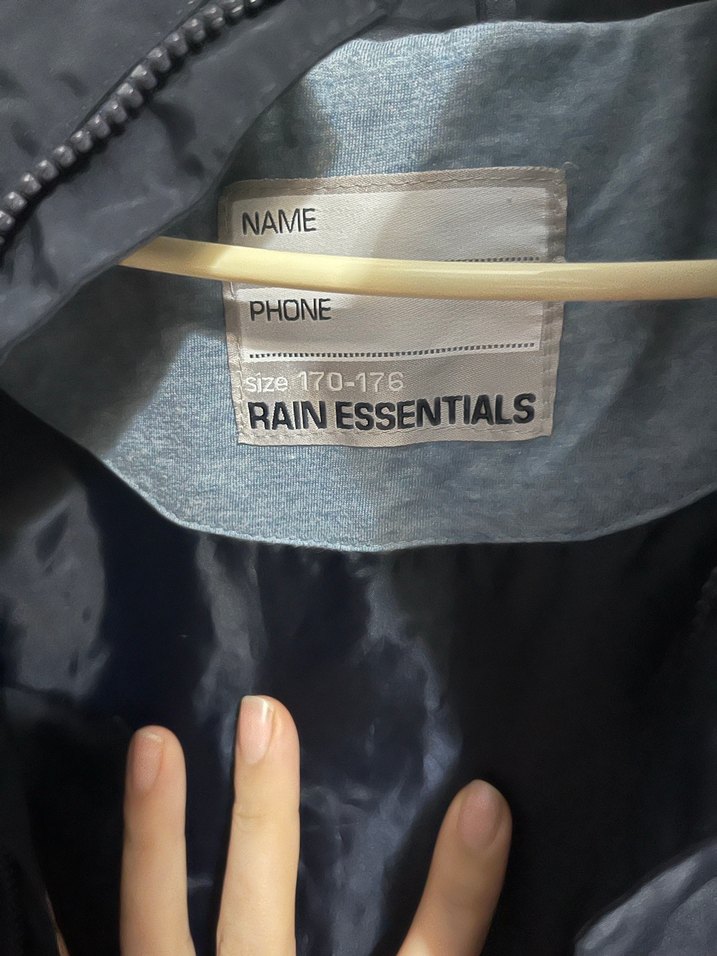 NAME
PHONE
size 170-176
RAIN ESSENTIALS